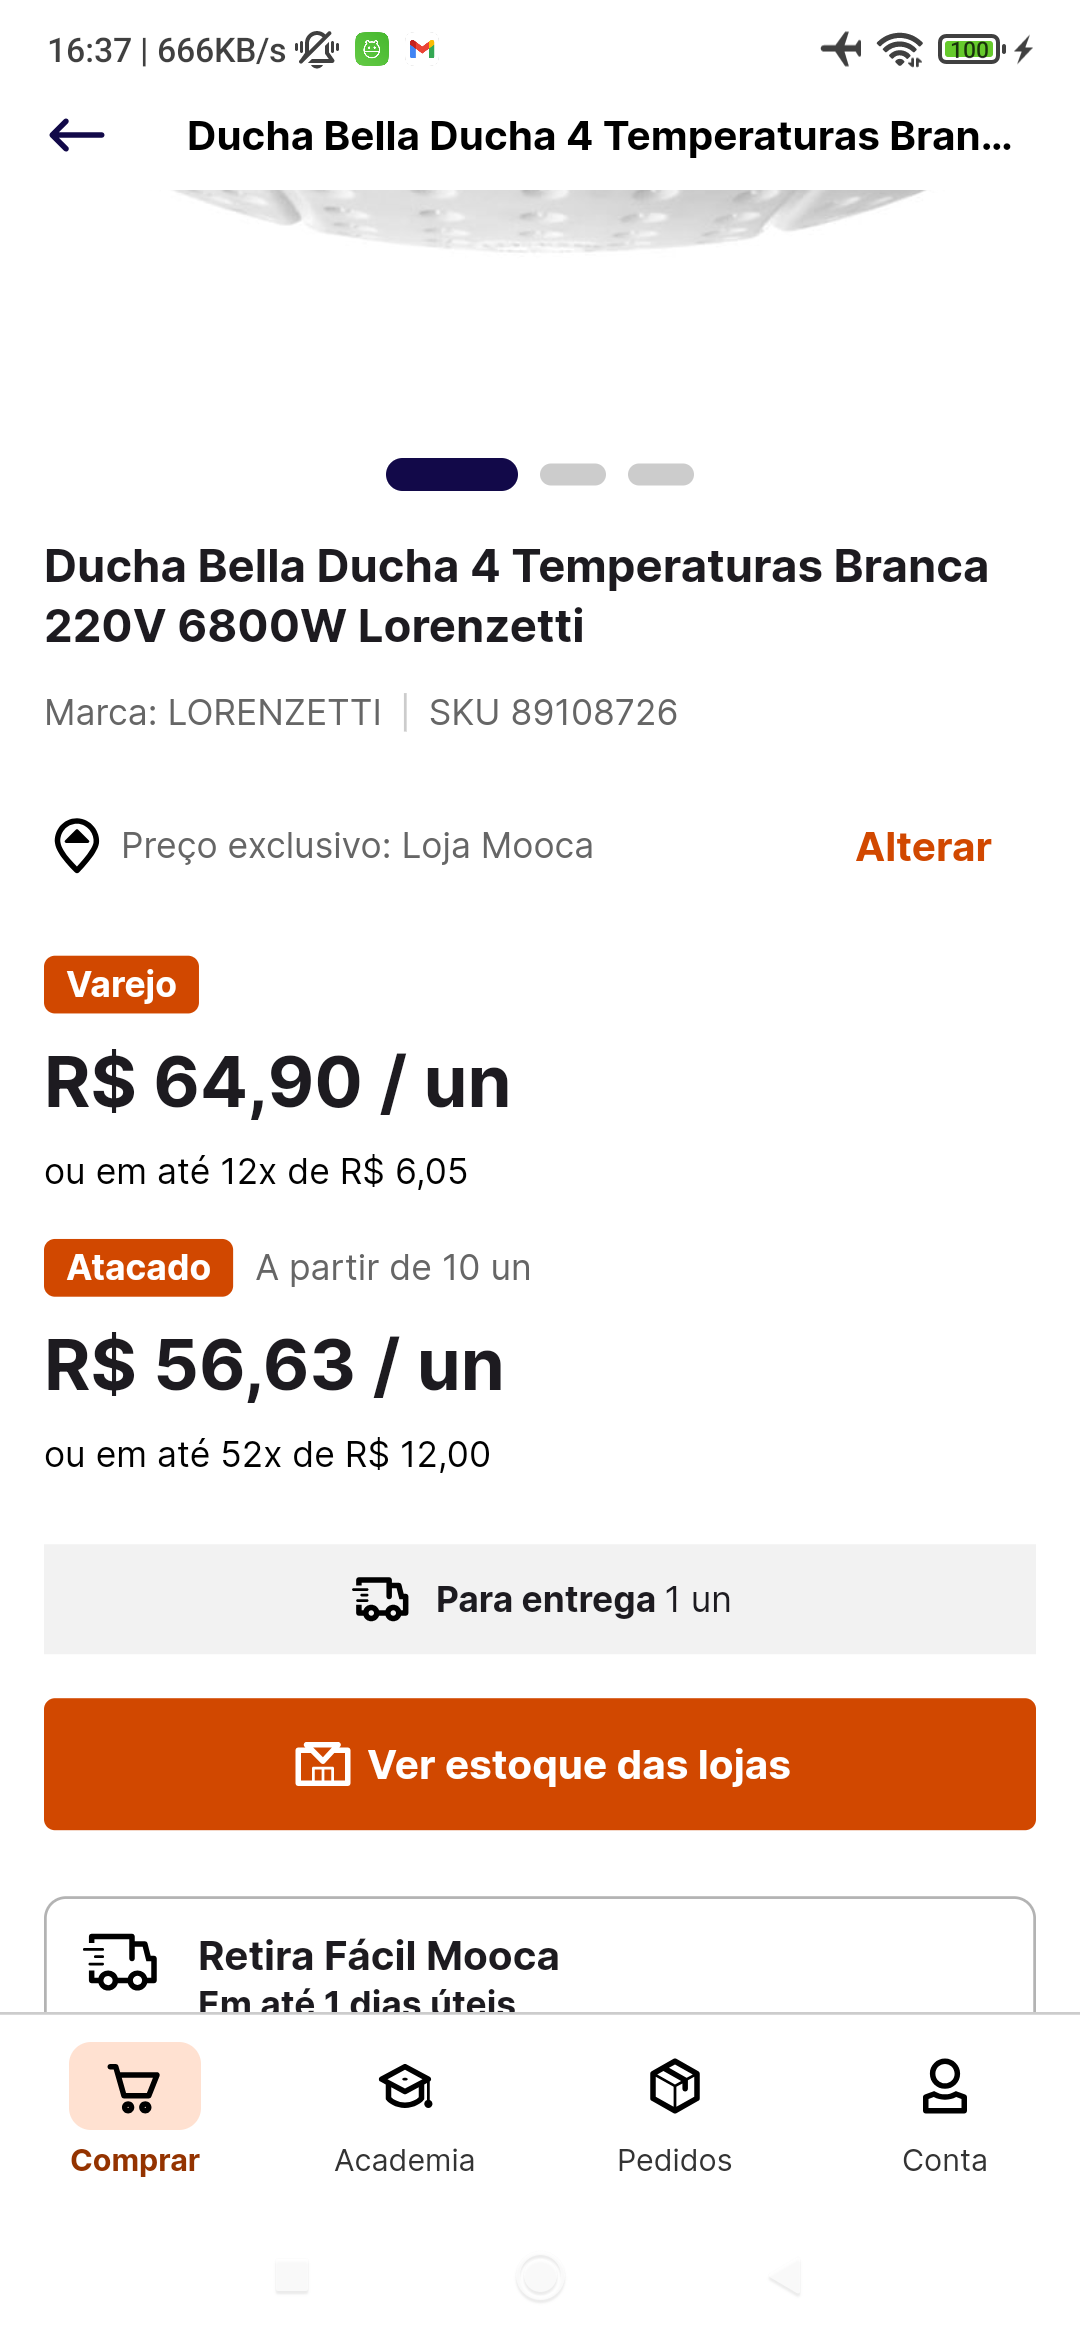 16:37 | 666KB/s
100
Ducha Bella Ducha 4 Temperaturas Bran...
Ducha Bella Ducha 4 Temperaturas Branca
220V 6800W Lorenzetti
Marca: LORENZETTI | SKU 89108726
Preço exclusivo: Loja Mooca
Alterar
Varejo
R$ 64,90 / un
ou em até 12x de R$ 6,05
Atacado A partir de 10 un
R$ 56,63 / un
ou em até 52x de R$ 12,00
Para entrega 1 un
Ver estoque das lojas
Retira Fácil Mooca
Em até 1 dias úteis
Comprar
Academia
Pedidos
Conta